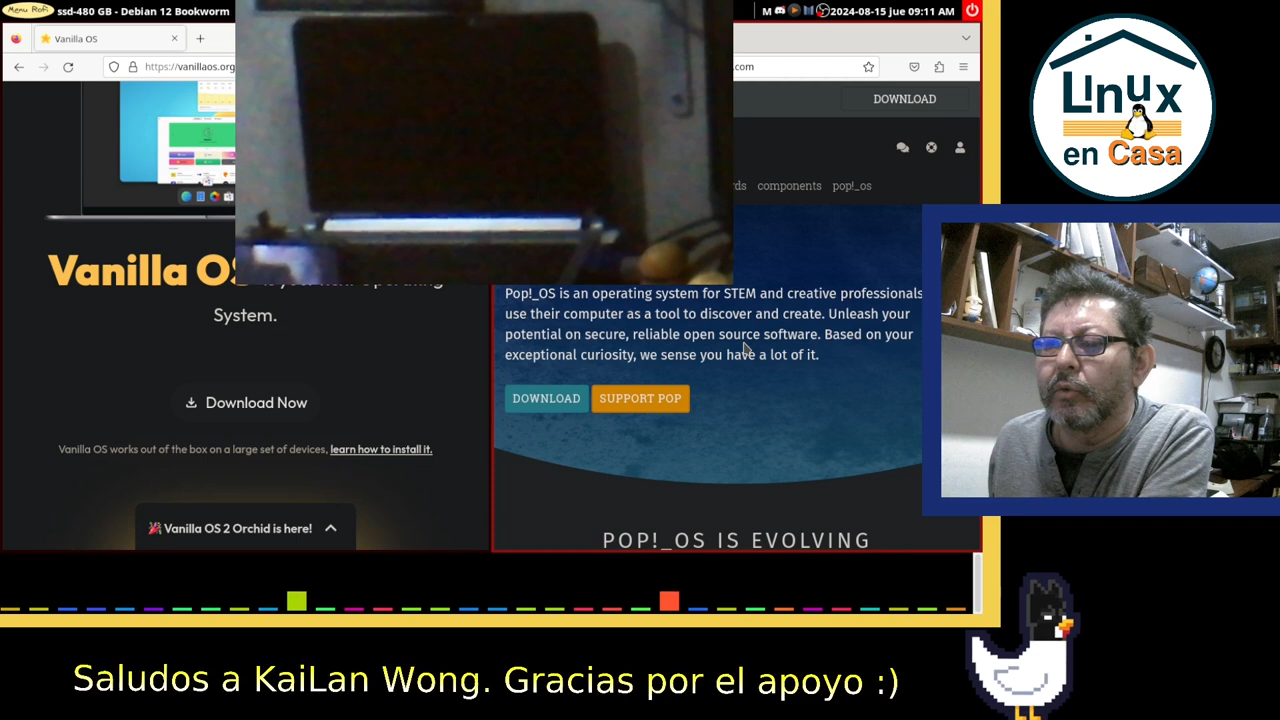 Menu Rofi
ssd-480 GB - Debian 12 Bookworm
M
2024-08-15 jue 09:11 AM
Vanilla OS
https://vanillaos.org
.com
DOWNLOAD
components pop!_os
Vanilla OS
System.
Download Now
Vanilla OS works out of the box on a large set of devices, learn how to install it.
Vanilla OS 2 Orchid is here!
Pop!_OS is an operating system for STEM and creative professionals
use their computer as a tool to discover and create. Unleash your
potential on secure, reliable open source software. Based on your
exceptional curiosity, we sense you have a lot of it.
DOWNLOAD SUPPORT POP
POP!_OS IS EVOLVING
Linux
en Casa
Saludos a KaiLan Wong. Gracias por el apoyo :)